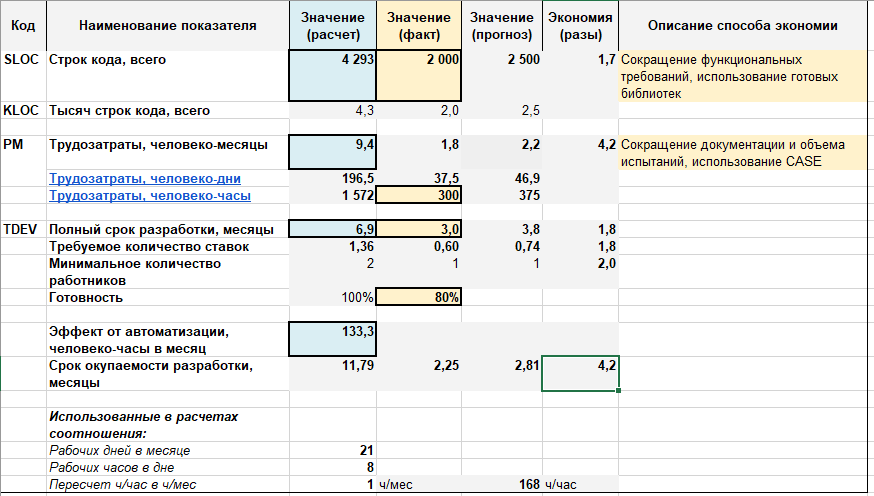 Код Наименование показателя Значение (расчет) Значение (факт) Значение (прогноз) Экономия (разы) Описание способа экономии
SLOC Строк кода, всего 4 293 2 000 2 500 1,7 Сокращение функциональных
требований, использование готовых
библиотек
KLOC Тысяч строк кода, всего 4,3 2,0 2,5
PM Трудозатраты, человеко-месяцы 9,4 1,8 2,2 4,2 Сокращение документации и объема
испытаний, использование CASE
Трудозатраты, человеко-дни 196,5 37,5 46,9
Трудозатраты, человеко-часы 1 572 300 375
TDEV Полный срок разработки, месяцы 6,9 3,0 3,8 1,8
Требуемое количество ставок 1,36 0,60 0,74 1,8
Минимальное количество 2 1 1 2,0
работников
Готовность 100% 80%
Эффект от автоматизации, 133,3
человеко-часы в месяц
Срок окупаемости разработки, 11,79 2,25 2,81 4,2
месяцы
Использованные в расчетах
соотношения:
Рабочих дней в месяце 21
Рабочих часов в дне 8
Пересчет ч/час в ч/мес 1 ч/мес 168 ч/час